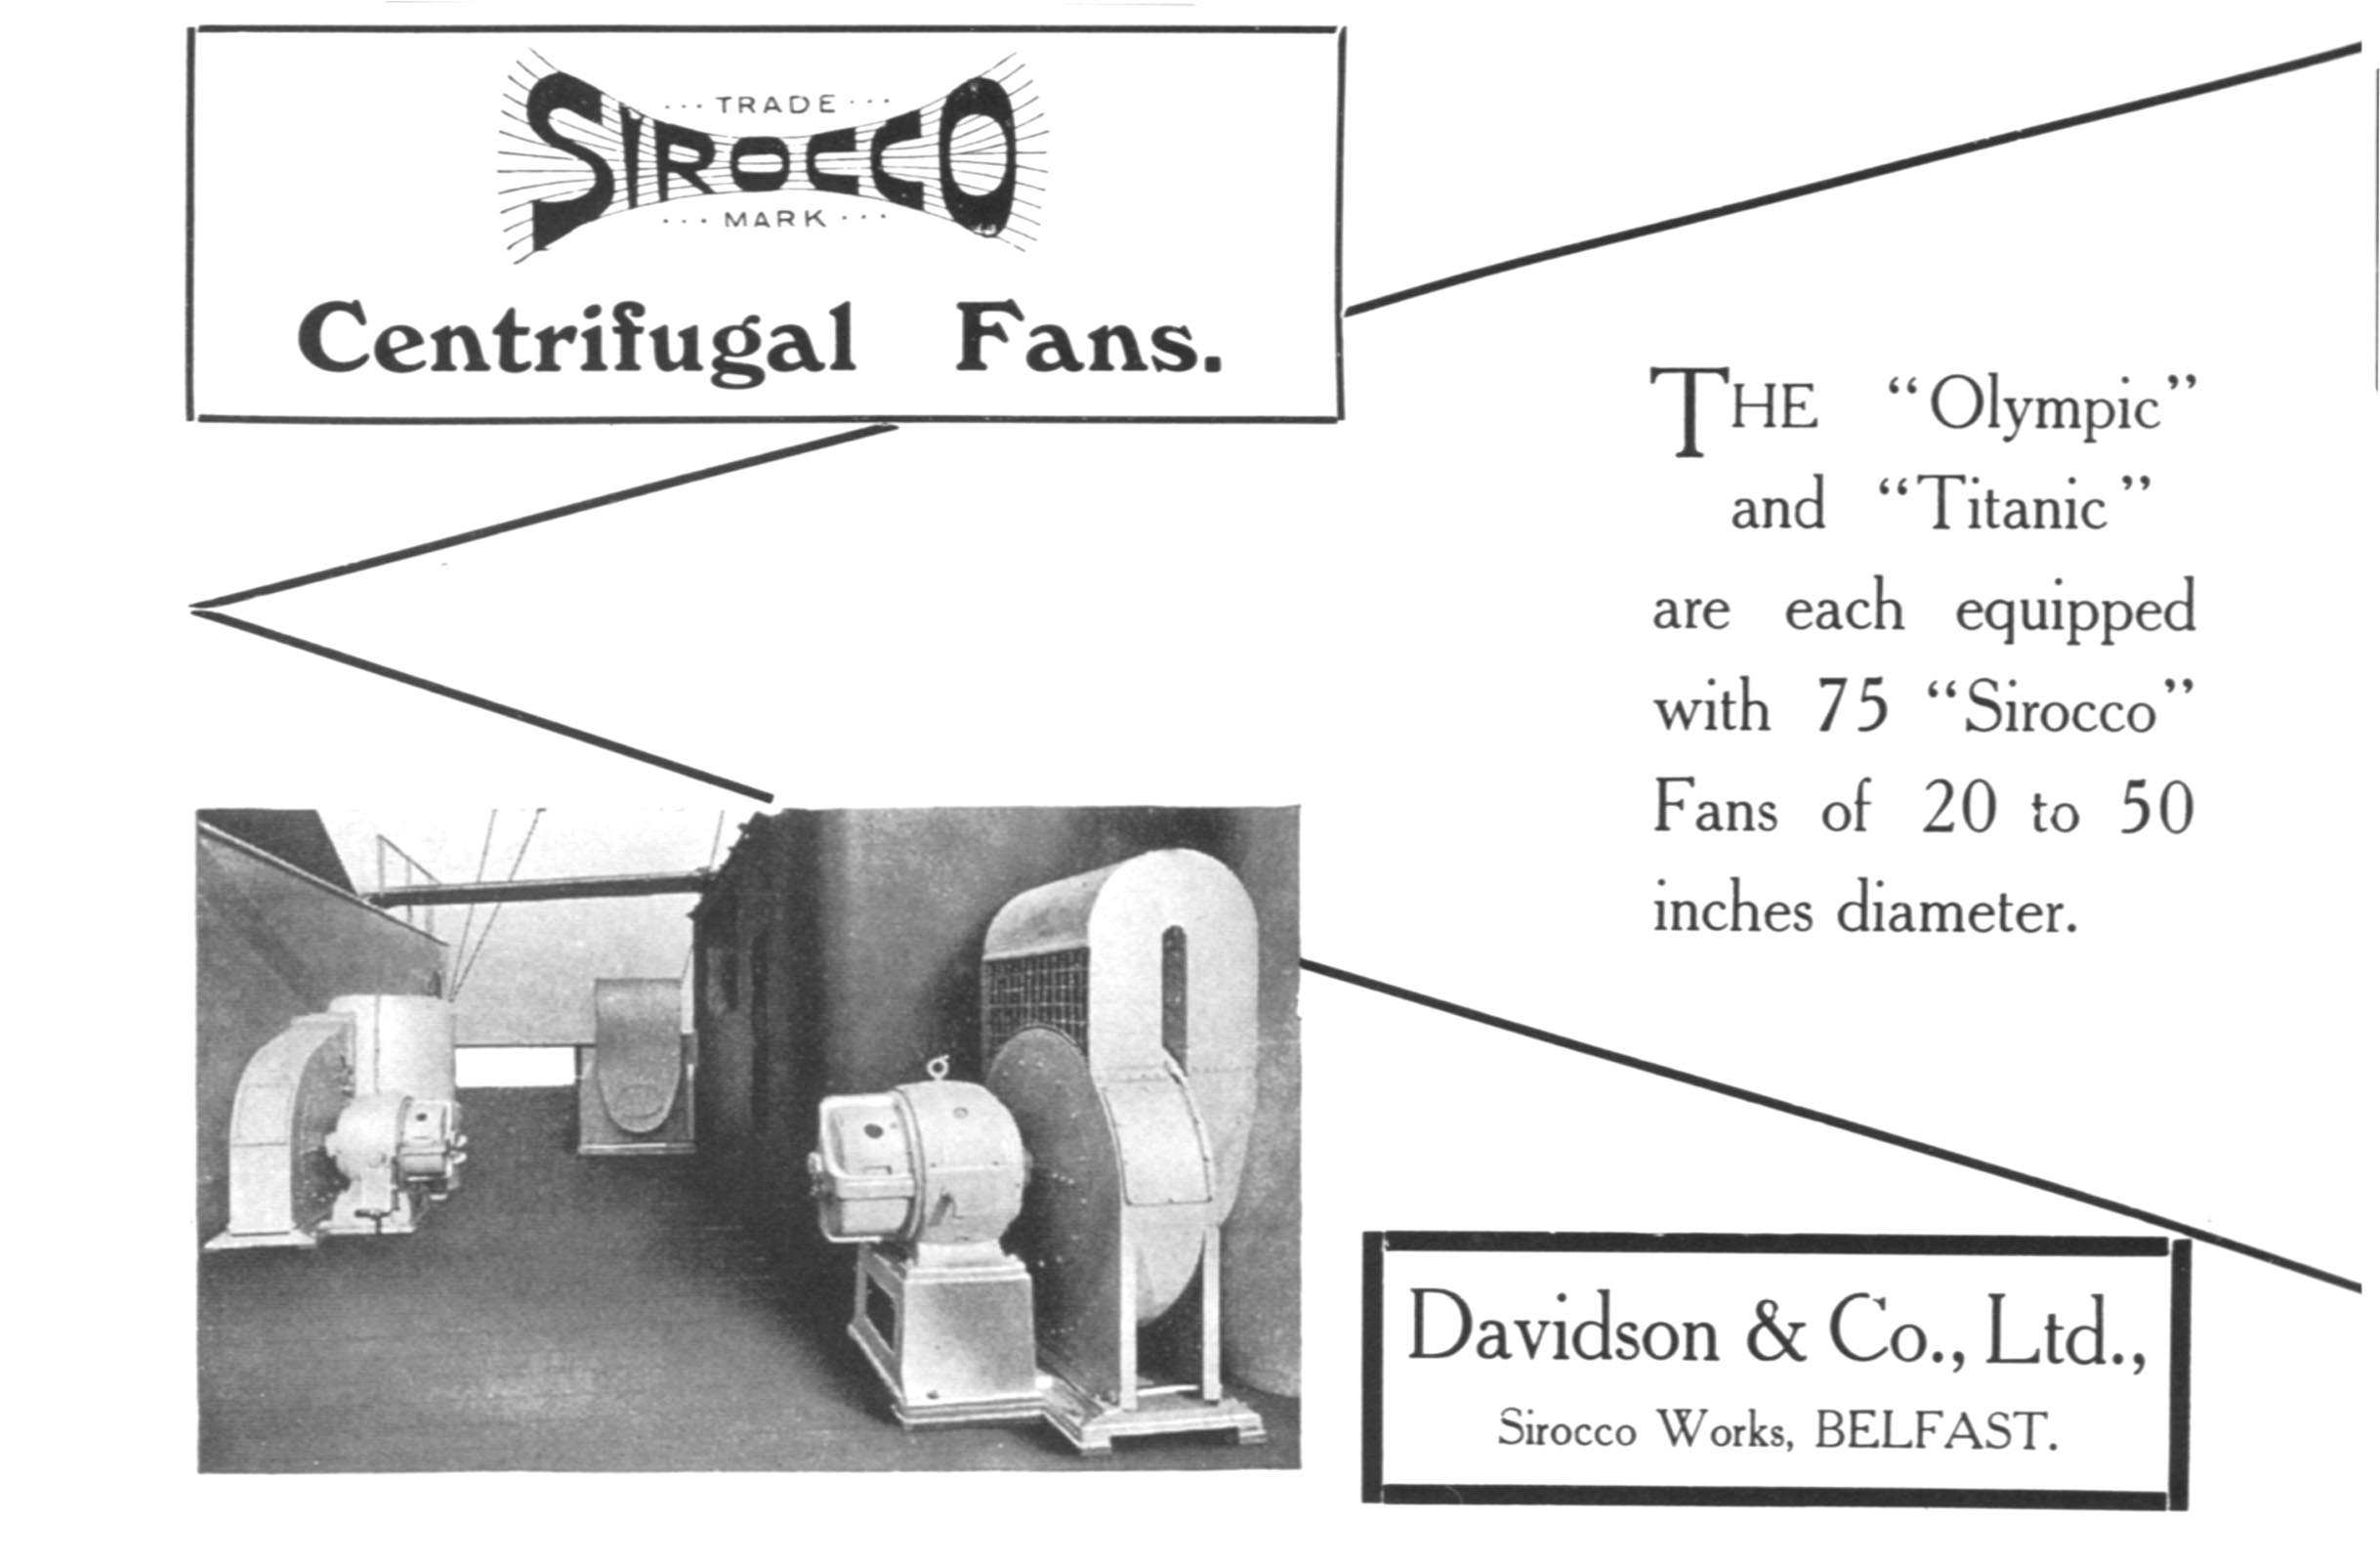 TRADE
SIROCCO
MARK
Centrifugal Fans.
THE “Olympic”
and “Titanic”
are each equipped
with 75 “Sirocco”
Fans of 20 to 50
inches diameter.
Davidson & Co., Ltd.,
Sirocco Works, BELFAST.